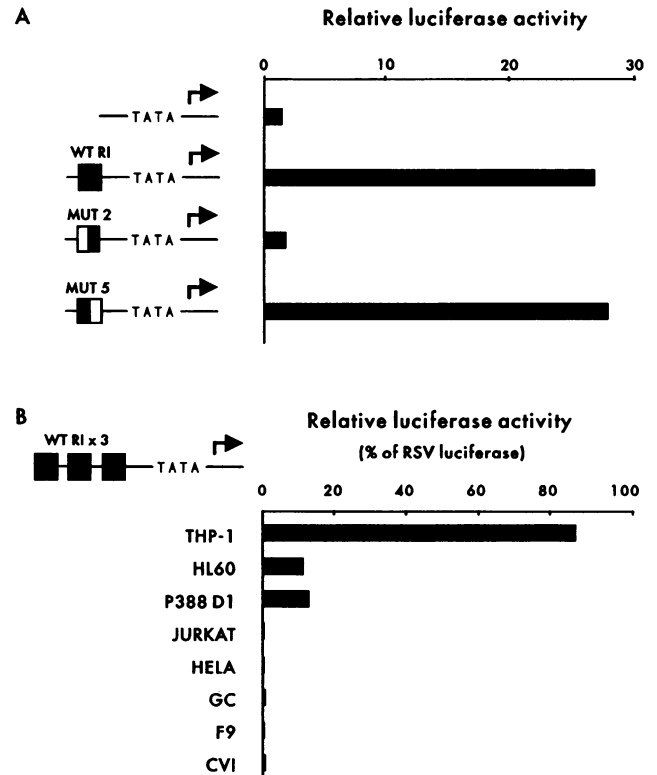 A
Relative luciferase activity
0 10 20 30
TATA
WT RI
TATA
MUT 2
TATA
MUT 5
TATA
B
Relative luciferase activity
(% of RSV luciferase)
WT RI x 3
TATA
0 20 40 60 80 100
THP-1
HL60
P388 D1
JURKAT
HELA
GC
F9
CVI